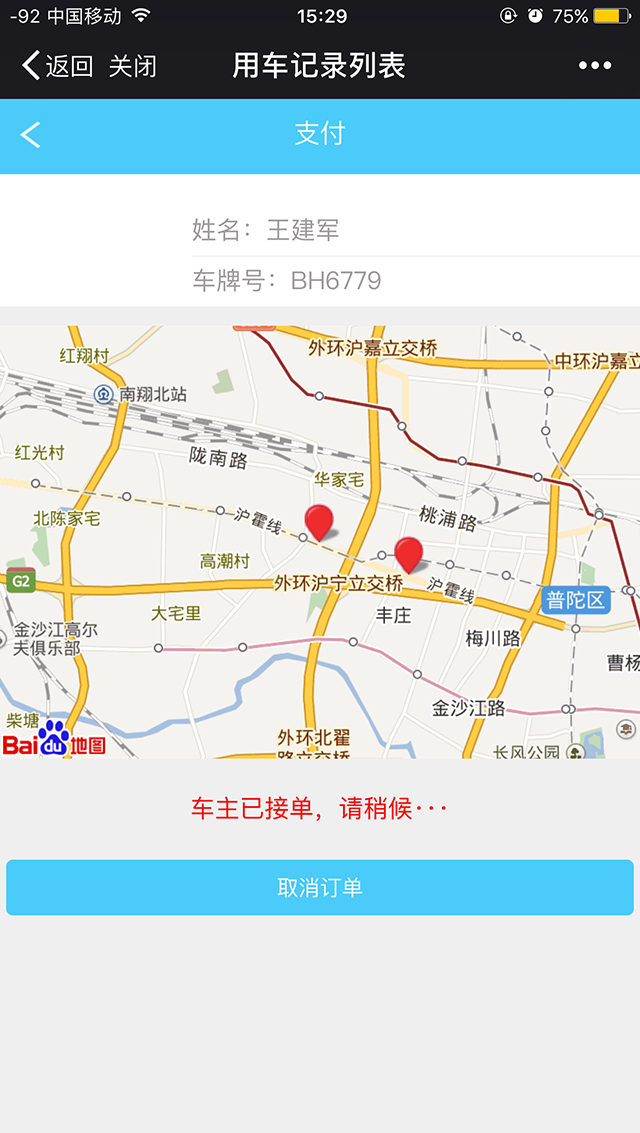 -92 中国移动 15:29 75%
返回 关闭 用车记录列表
支付
姓名：王建军
车牌号：BH6779
外环沪嘉立交桥
红翔村
中环沪嘉立
南翔北站
红光村
陇南路
华家宅
北陈家宅
沪霍线
桃浦路
高潮村
G2
外环沪宁立交桥
沪霍线
普陀区
大宅里
丰庄
金沙江高尔
夫俱乐部
梅川路
曹杨
金沙江路
柴塘
Bai du 地图
外环北翟
路立交桥
长风公园
车主已接单，请稍候···
取消订单